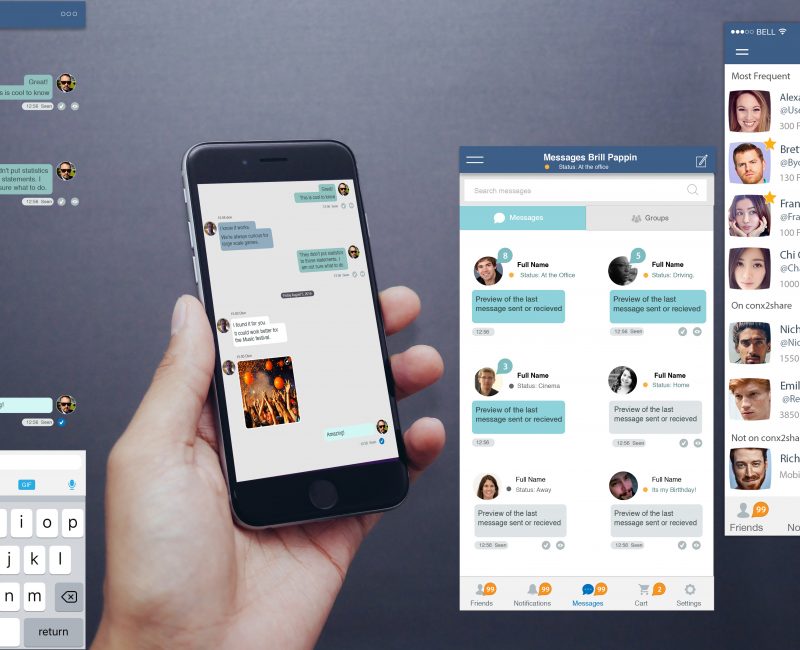 Great!
s is cool to know
12:56 Seen
dn't put statistics
statements. I
sure what to do.
12:56 Seen
g!
12:56 Seen
GIF
i o p
j k l
n m
return
Great!
This is cool to know
12:56 Seen
I know it works.
We're always curious for
large scale games.
They didn't put statistics
to thinks statements. I
am not sure what to do.
12:56 Seen
I found it for you
It could work better for
the Music festival.
Amazing!
12:56 Seen
Messages Brill Pappin
Status: At the office
Search messages
Messages
Groups
8
Full Name
Status: At the Office
Preview of the last
message sent or recieved
12:56
5
Full Name
Status: Driving,
Preview of the last
message sent or recieved
12:56 Seen
3
Full Name
Status: Cinema
Preview of the last
message sent or recieved
12:56
Full Name
Status: Home
Preview of the last
message sent or recieved
12:56 Seen
Full Name
Status: Away
Preview of the last
message sent or recieved
12:56 Seen
Full Name
Its my Birtthday!
Preview of the last
message sent or recieved
12:56 Seen
99
99
99
2
Friends
Notifications
Messages
Cart
Settings
BELL
Most Frequent
Alexa
@Use
300 F
Brett
@Byo
Fran
@Fra
100 F
Chi C
@Cha
1000
On conx2share
Nich
@Nic
1550
Emil
@Re
3850
Not on conx2share
Rich
Mobi
99
Friends
No